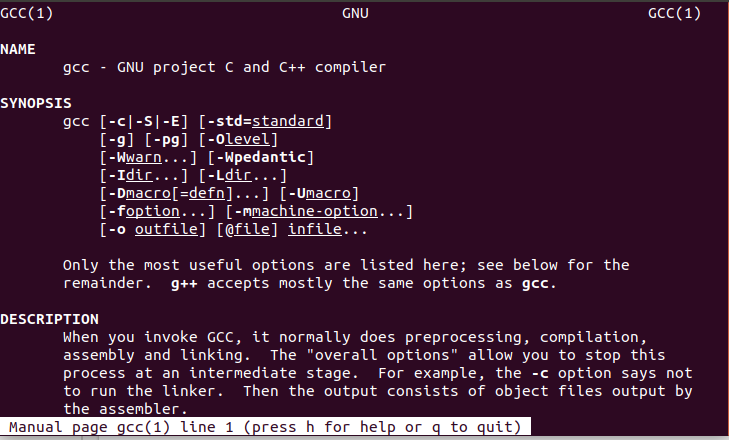 GCC(1) GNU GCC(1)
NAME
gcc - GNU project C and C++ compiler
SYNOPSIS
gcc [-c|-S|-E] [-std=standard]
[-g] [-pg] [-Olevel]
[-Wwarn...] [-Wpedantic]
[-Idir...] [-Ldir...]
[-Dmacro[=defn]...] [-Umacro]
[-foption...] [-mmachine-option...]
[-o outfile] [@file] infile...
Only the most useful options are listed here; see below for the
remainder.  g++ accepts mostly the same options as gcc.
DESCRIPTION
When you invoke GCC, it normally does preprocessing, compilation,
assembly and linking.  The "overall options" allow you to stop this
process at an intermediate stage.  For example, the -c option says not
to run the linker.  Then the output consists of object files output by
the assembler.
Manual page gcc(1) line 1 (press h for help or q to quit)